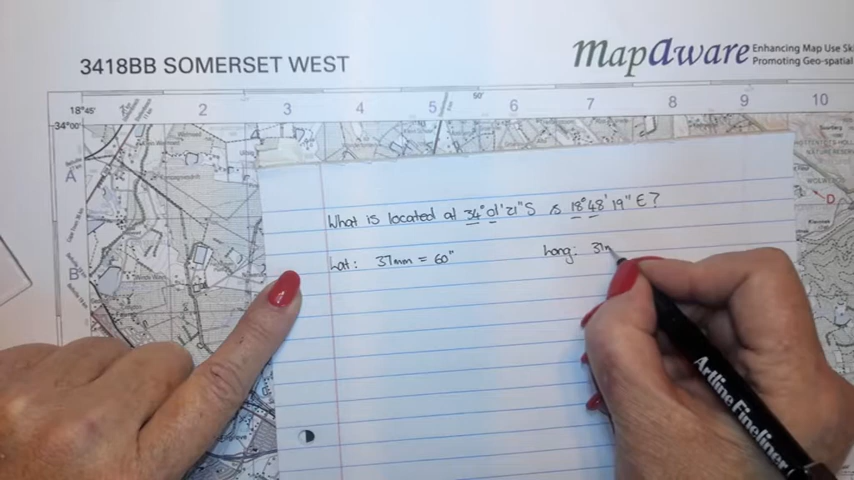 3418BB SOMERSET WEST
MapAware Enhancing Map Use Ski
Promoting Geo-spatial
18°45' 2 3 4 5 50' 6 7 8 9 10
34°00'
A
B
D
What is located at 34°01'21"S & 18°48'19"E?
Lat: 37mm = 60" Long: 31m
Artline Fineliner